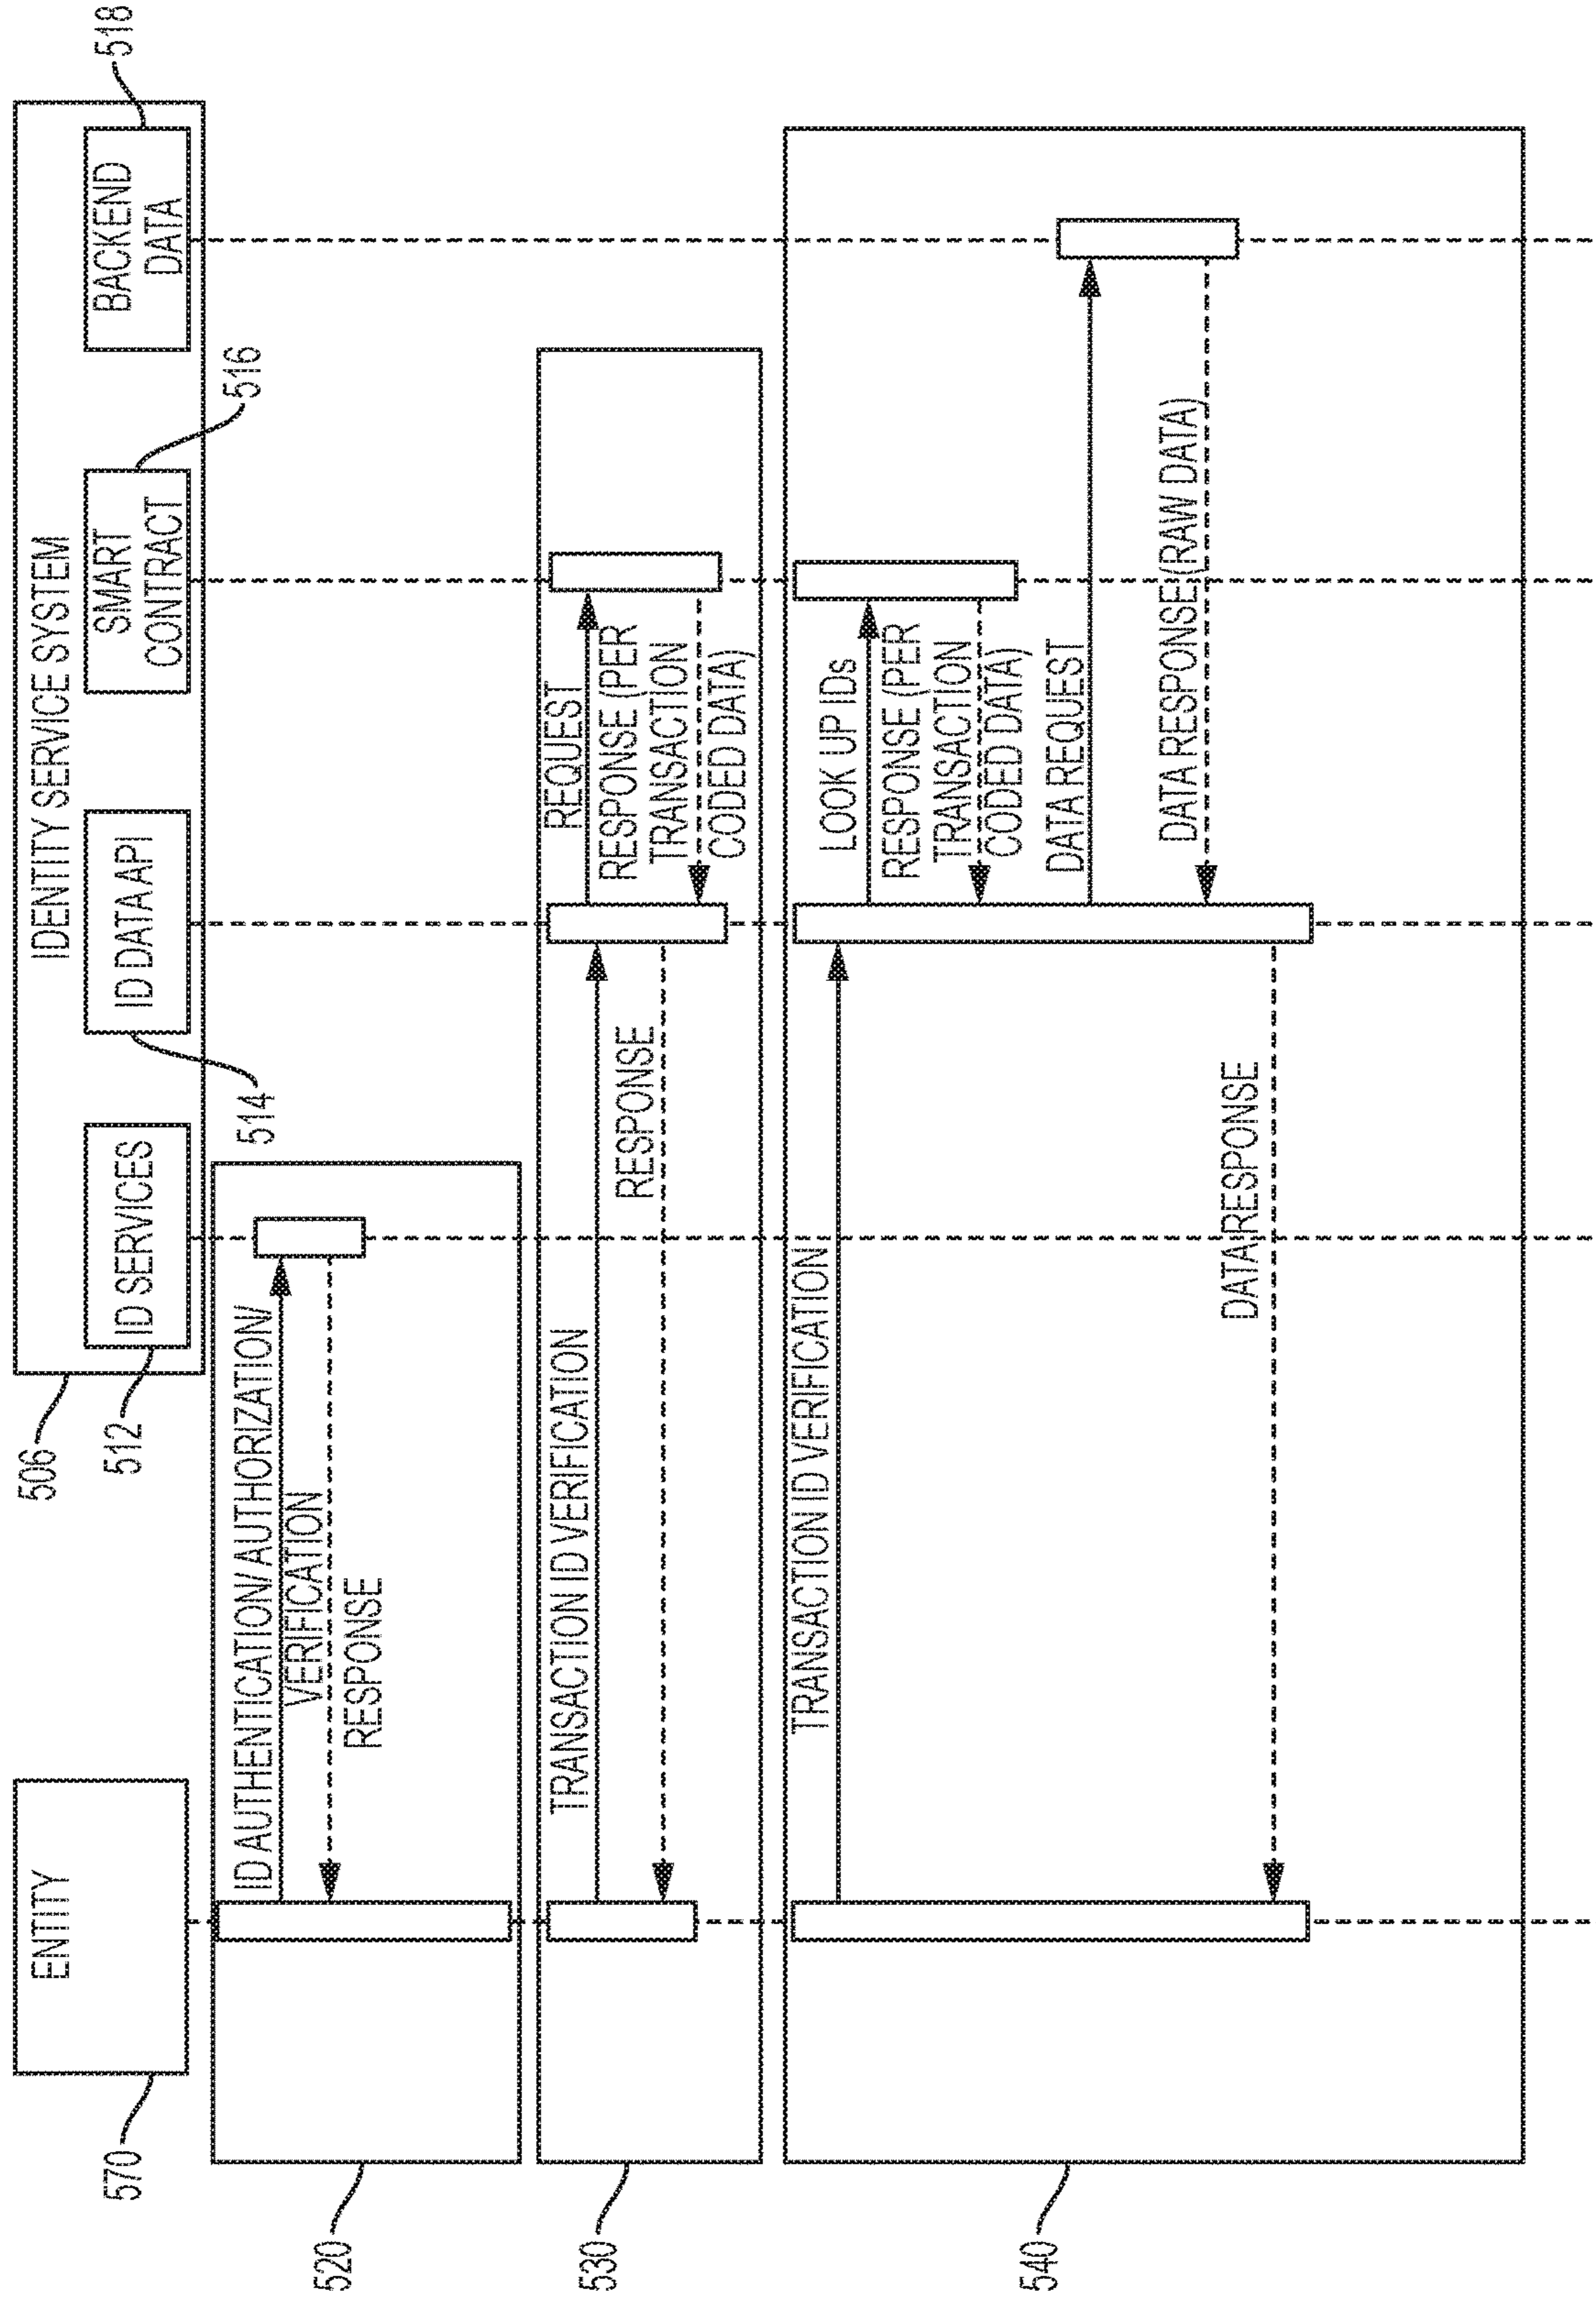 ENTITY
570
IDENTITY SERVICE SYSTEM
506
ID SERVICES
512
ID DATA API
514
SMART
CONTRACT
516
BACKEND
DATA
518
520
ID AUTHENTICATION/ AUTHORIZATION/
VERIFICATION
RESPONSE
530
TRANSACTION ID VERIFICATION
REQUEST
RESPONSE (PER
TRANSACTION
CODED DATA)
RESPONSE
540
TRANSACTION ID VERIFICATION
LOOK UP IDs
RESPONSE (PER
TRANSACTION
CODED DATA)
DATA REQUEST
DATA RESPONSE (RAW DATA)
DATA RESPONSE